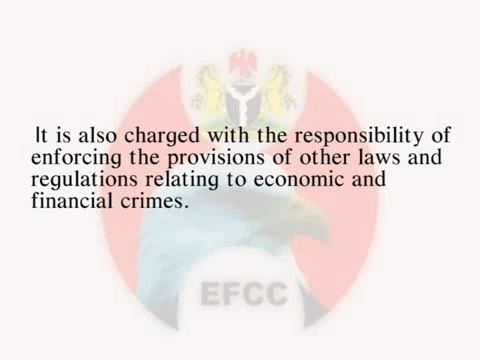 It is also charged with the responsibility of
enforcing the provisions of other laws and
regulations relating to economic and
financial crimes.
EFCC